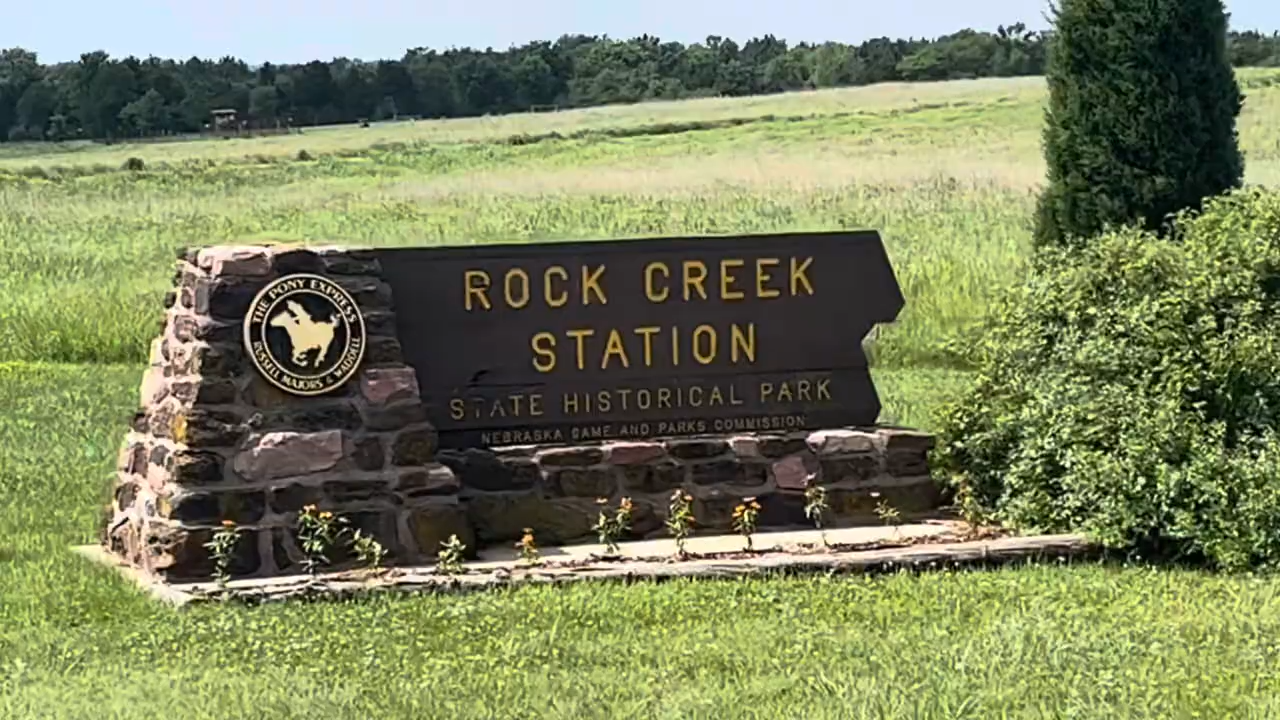 THE PONY EXPRESS
RUSSELL MAJORS & WADDELL
ROCK CREEK
STATION
STATE HISTORICAL PARK
NEBRASKA GAME AND PARKS COMMISSION